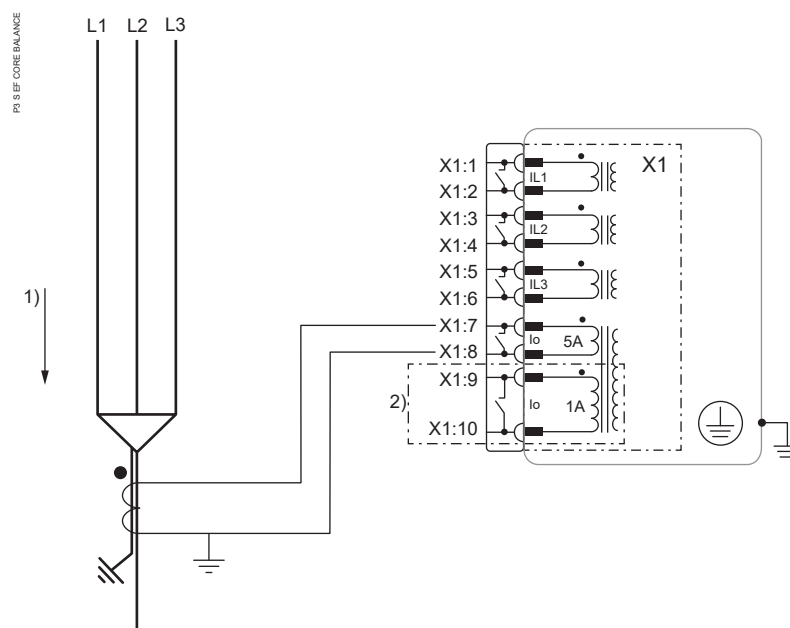 P3 S EF CORE BALANCE
L1 L2 L3
X1
X1:1
IL1
X1:2
X1:3
IL2
X1:4
X1:5
IL3
X1:6
1)
X1:7
Io 5A
X1:8
X1:9
2)
Io 1A
X1:10